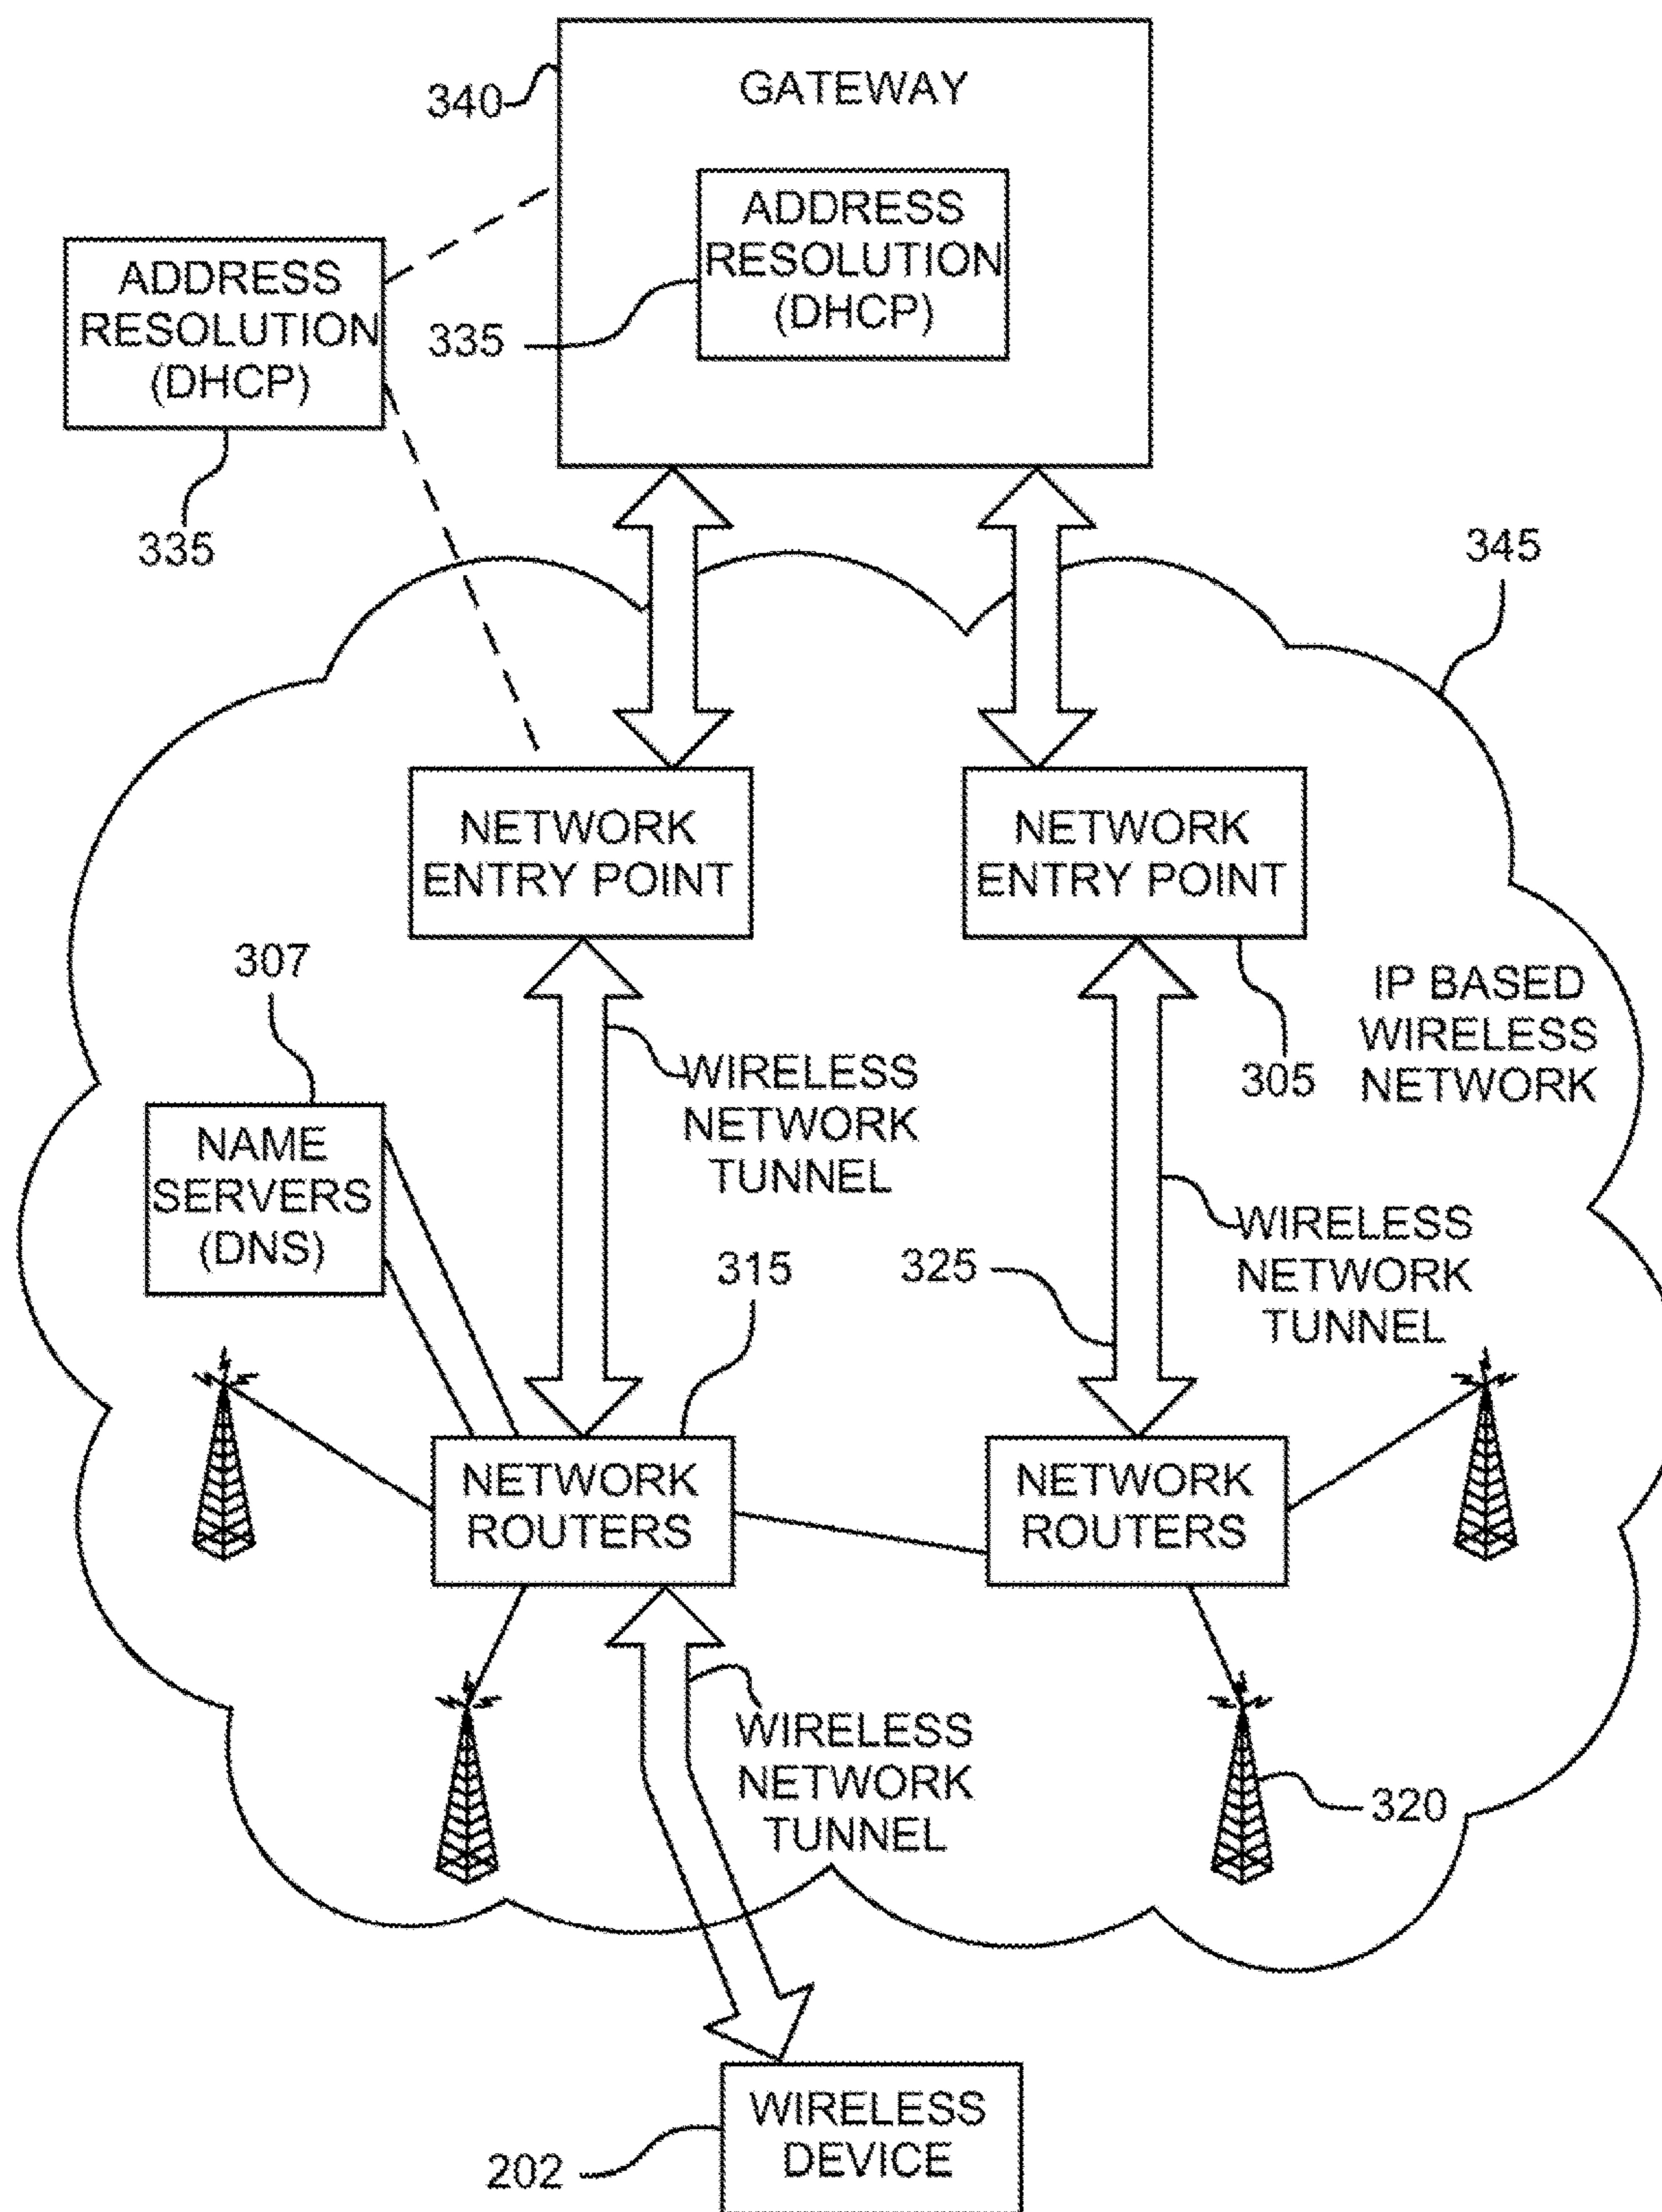 340
GATEWAY
ADDRESS
RESOLUTION
(DHCP)
335
ADDRESS
RESOLUTION
(DHCP)
335
345
NETWORK
ENTRY POINT
NETWORK
ENTRY POINT
305
IP BASED
WIRELESS
NETWORK
307
NAME
SERVERS
(DNS)
WIRELESS
NETWORK
TUNNEL
WIRELESS
NETWORK
TUNNEL
315
325
NETWORK
ROUTERS
NETWORK
ROUTERS
WIRELESS
NETWORK
TUNNEL
320
WIRELESS
DEVICE
202